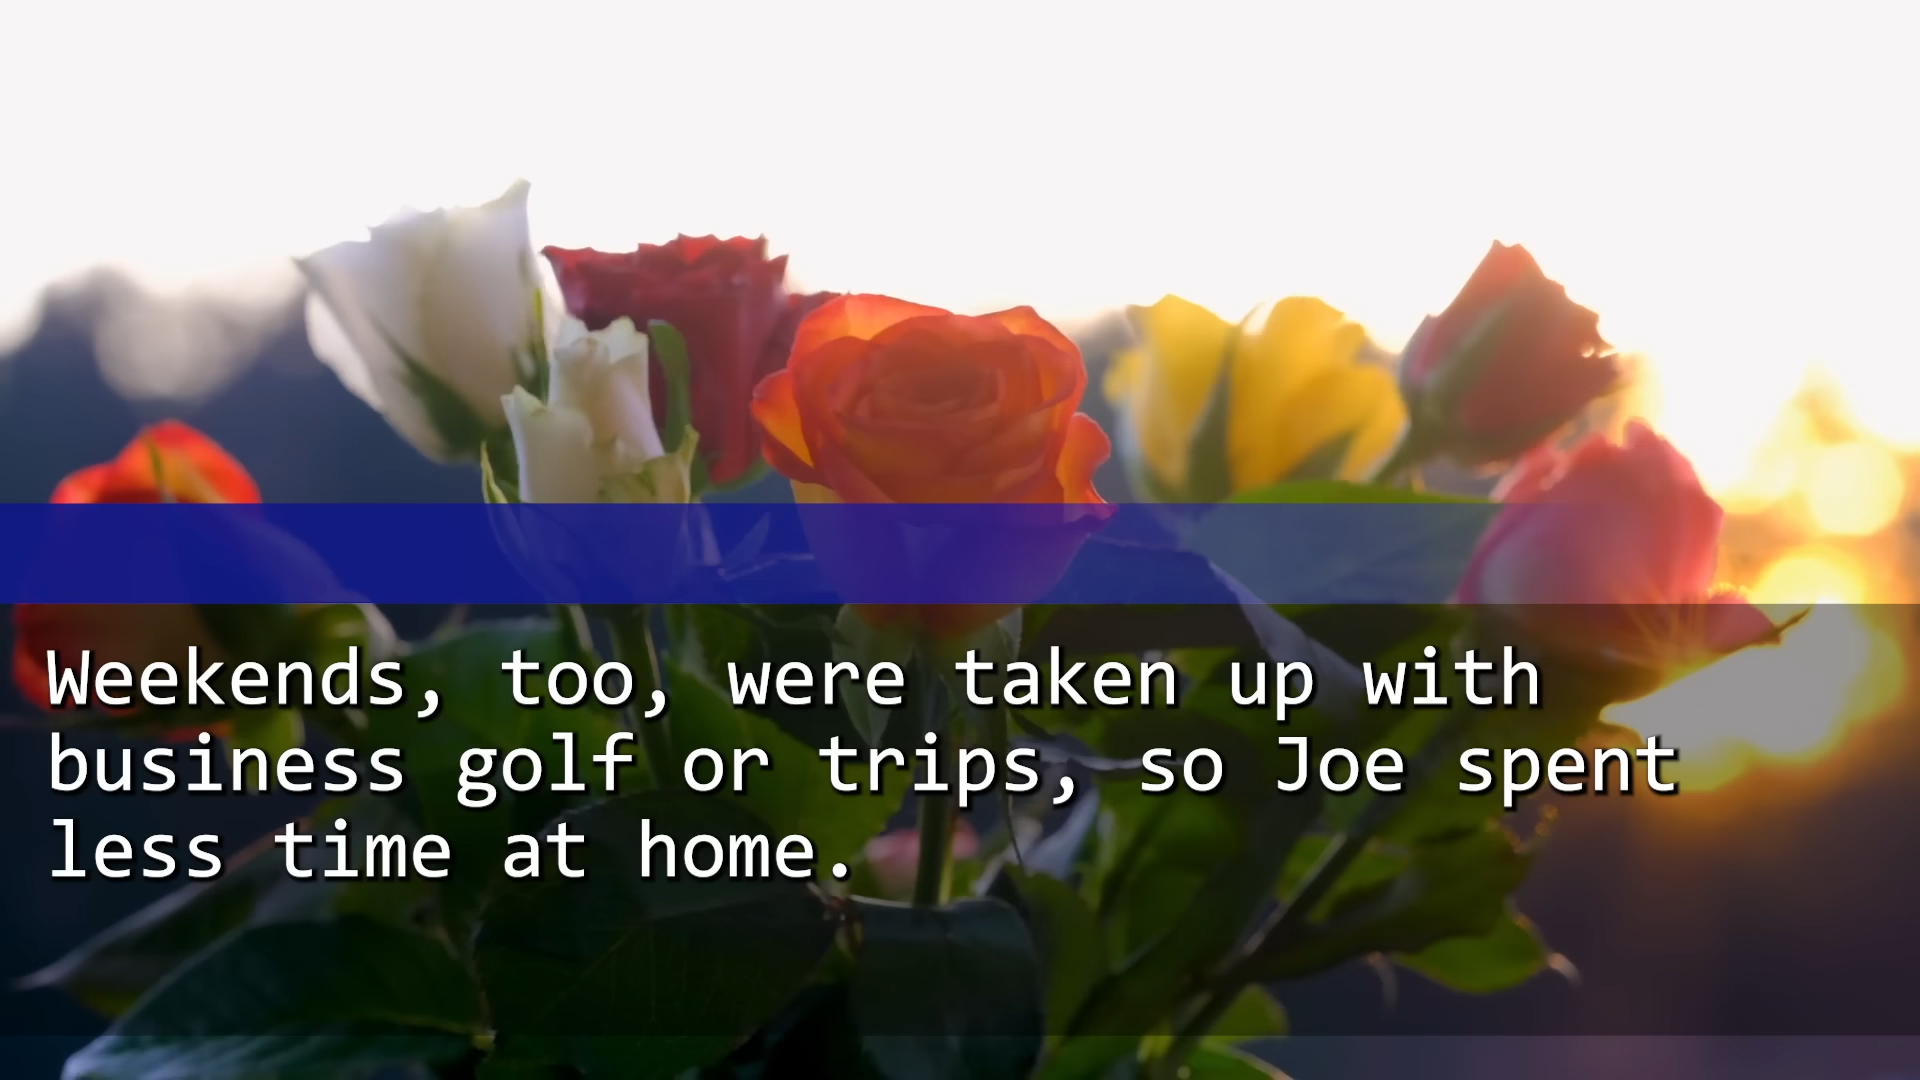 Weekends, too, were taken up with
business golf or trips, so Joe spent
less time at home.